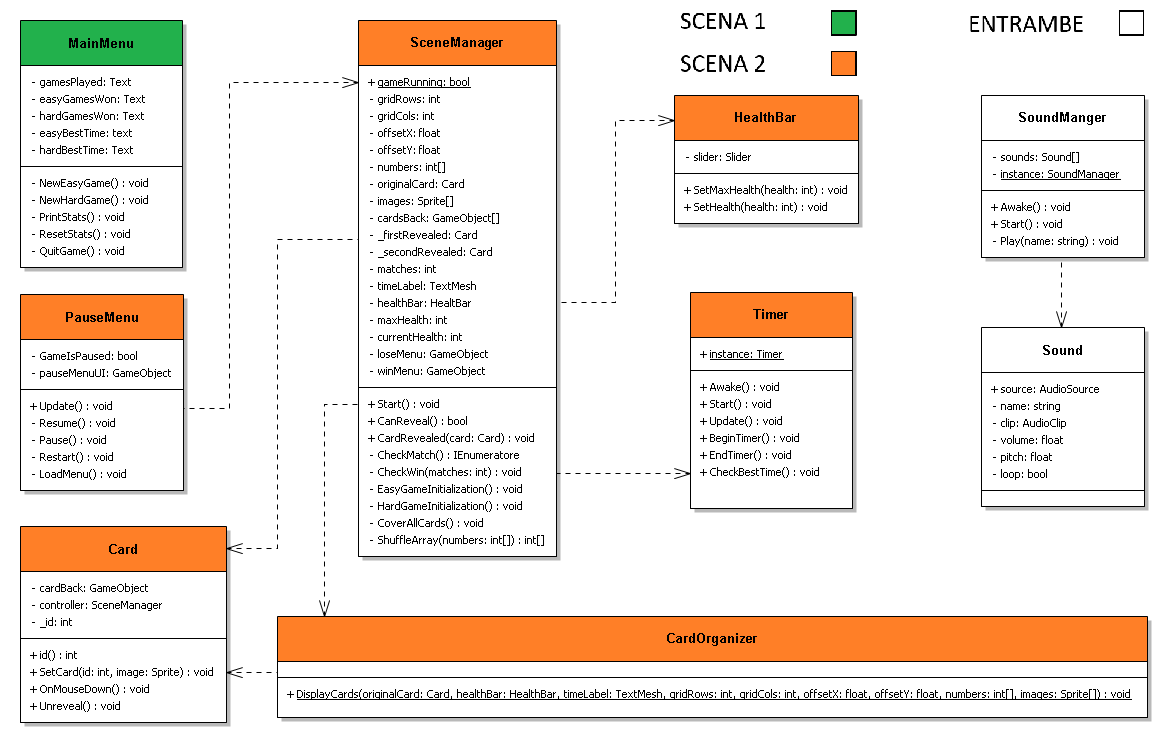 SCENA 1
SCENA 2
ENTRAMBE
MainMenu
- gamesPlayed: Text
- easyGamesWon: Text
- hardGamesWon: Text
- easyBestTime: text
- hardBestTime: Text
- NewEasyGame() : void
- NewHardGame() : void
- PrintStats() : void
- ResetStats() : void
- QuitGame() : void
PauseMenu
- GameIsPaused: bool
- pauseMenuUI: GameObject
+ Update() : void
- Resume() : void
- Pause() : void
- Restart() : void
- LoadMenu() : void
Card
- cardBack: GameObject
- controller: SceneManager
- _id: int
+ id() : int
+ SetCard(id: int, image: Sprite) : void
+ OnMouseDown() : void
+ Unreveal() : void
SceneManager
+ gameRunning: bool
- gridRows: int
- gridCols: int
- offsetX: float
- offsetY: float
- numbers: int[]
- originalCard: Card
- images: Sprite[]
- cardsBack: GameObject[]
- _firstRevealed: Card
- _secondRevealed: Card
- matches: int
- timeLabel: TextMesh
- healthBar: HealtBar
- maxHealth: int
- currentHealth: int
- loseMenu: GameObject
- winMenu: GameObject
+ Start() : void
+ CanReveal() : bool
+ CardRevealed(card: Card) : void
- CheckMatch() : IEnumeratore
- CheckWin(matches: int) : void
- EasyGameInitialization() : void
- HardGameInitialization() : void
- CoverAllCards() : void
- ShuffleArray(numbers: int[]) : int[]
HealthBar
- slider: Slider
+ SetMaxHealth(health: int) : void
+ SetHealth(health: int) : void
Timer
+ instance: Timer
+ Awake() : void
+ Start() : void
+ Update() : void
+ BeginTimer() : void
+ EndTimer() : void
+ CheckBestTime() : void
SoundManger
- sounds: Sound[]
- instance: SoundManager
+ Awake() : void
+ Start() : void
- Play(name: string) : void
Sound
+ source: AudioSource
- name: string
- clip: AudioClip
- volume: float
- pitch: float
- loop: bool
CardOrganizer
+ DisplayCards(originalCard: Card, healthBar: HealthBar, timeLabel: TextMesh, gridRows: int, gridCols: int, offsetX: float, offsetY: float, numbers: int[], images: Sprite[]) : void